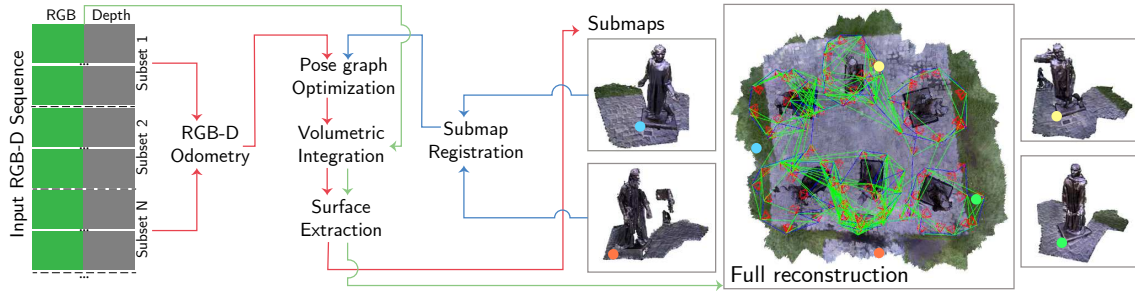 RGB Depth
Input RGB-D Sequence
...
Subset 1
...
Subset 2
...
Subset N
...
RGB-D
Odometry
Pose graph
Optimization
Volumetric
Integration
Surface
Extraction
Submap
Registration
Submaps
Full reconstruction